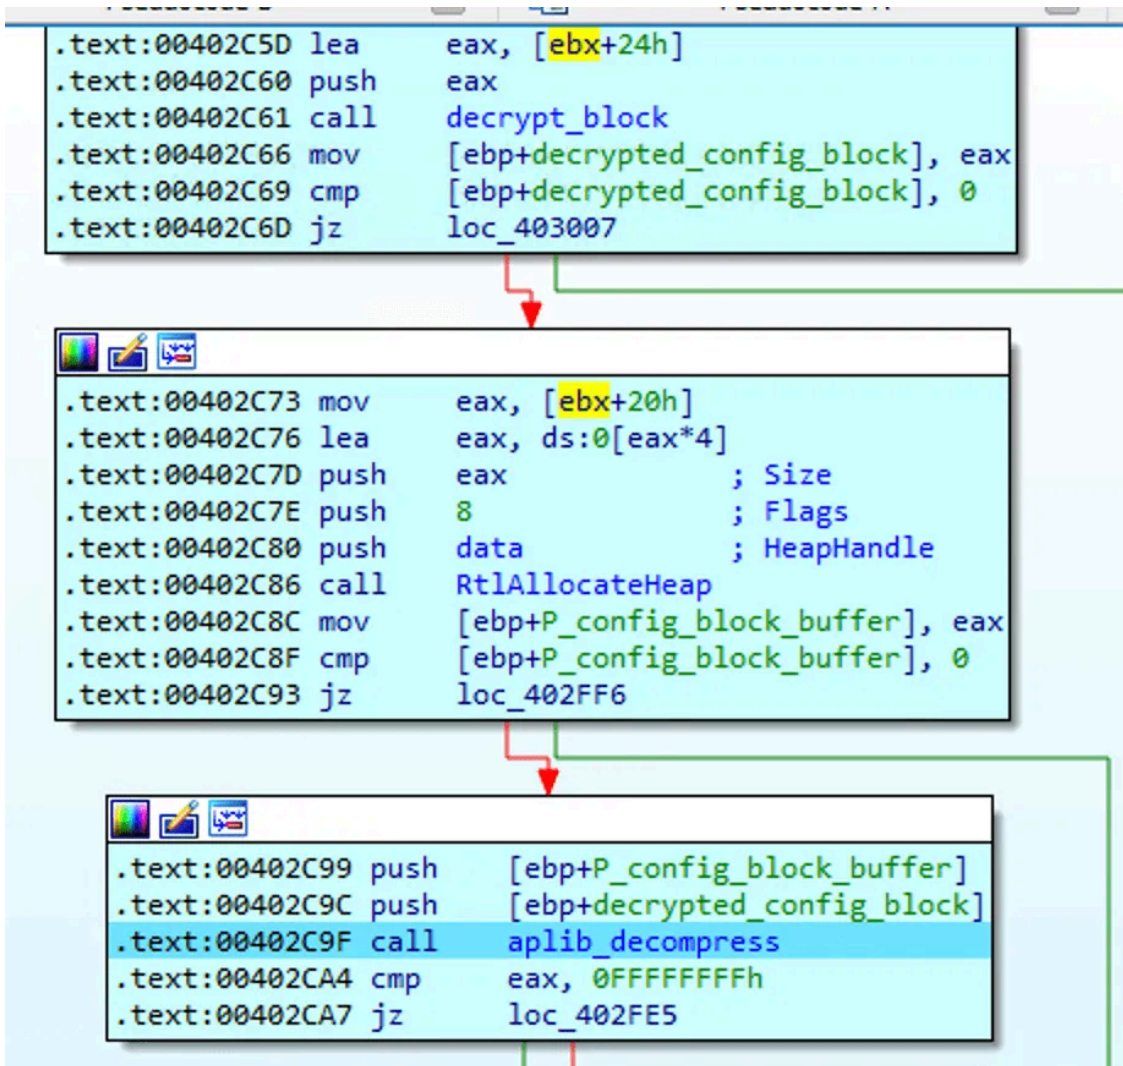 .text:00402C5D lea eax, [ebx+24h]
.text:00402C60 push eax
.text:00402C61 call decrypt_block
.text:00402C66 mov [ebp+decrypted_config_block], eax
.text:00402C69 cmp [ebp+decrypted_config_block], 0
.text:00402C6D jz loc_403007
.text:00402C73 mov eax, [ebx+20h]
.text:00402C76 lea eax, ds:0[eax*4]
.text:00402C7D push eax ; Size
.text:00402C7E push 8 ; Flags
.text:00402C80 push data ; HeapHandle
.text:00402C86 call RtlAllocateHeap
.text:00402C8C mov [ebp+P_config_block_buffer], eax
.text:00402C8F cmp [ebp+P_config_block_buffer], 0
.text:00402C93 jz loc_402FF6
.text:00402C99 push [ebp+P_config_block_buffer]
.text:00402C9C push [ebp+decrypted_config_block]
.text:00402C9F call aplib_decompress
.text:00402CA4 cmp eax, 0FFFFFFFFh
.text:00402CA7 jz loc_402FE5